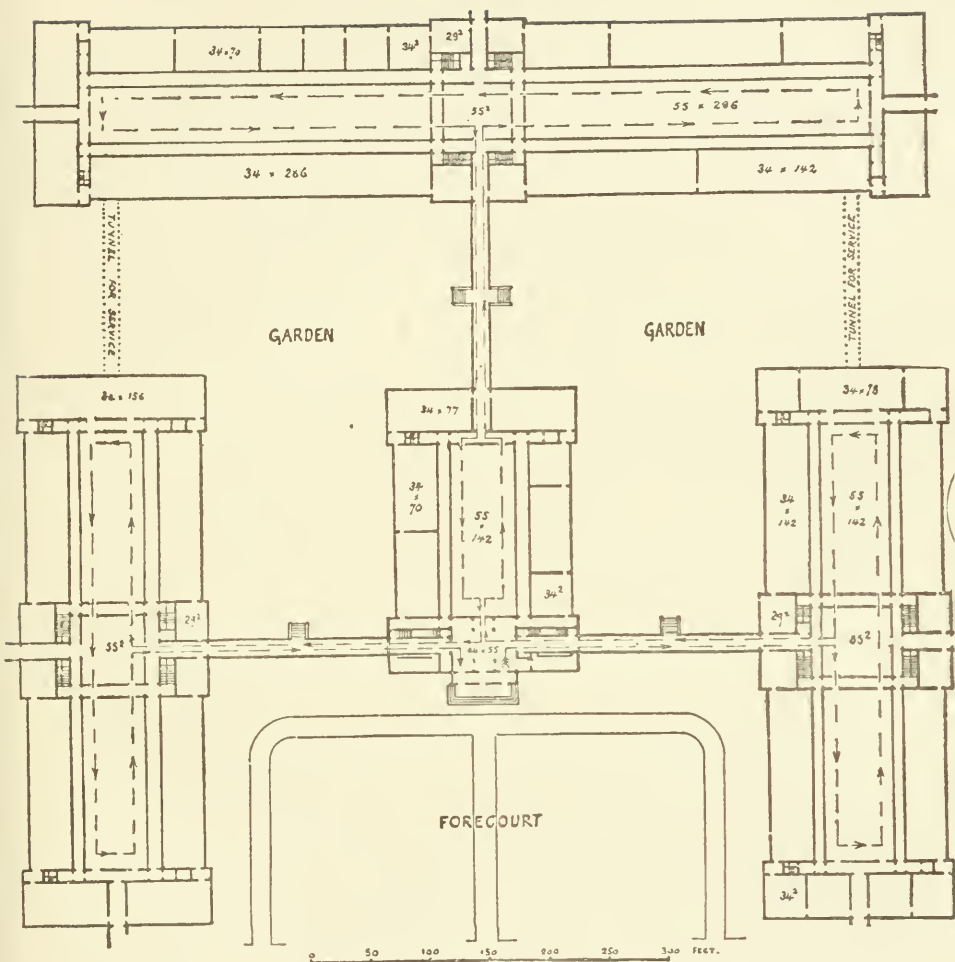 34 × 70
34²
29²
55²
55 × 286
34 × 286
34 × 142
TUNNEL FOR SERVICE
TUNNEL FOR SERVICE
GARDEN
GARDEN
34 × 156
34 × 77
34 × 78
34 × 70
55 × 142
34 × 142
55 × 142
34²
29²
29²
55²
55²
FORECOURT
34²
0 50 100 150 200 250 300 FEET.